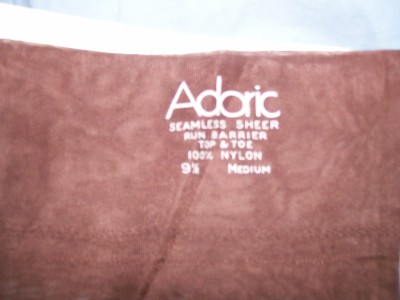 Adoric
SEAMLESS SHEER
RUN BARRIER
TOP & TOE
100% NYLON
9½ MEDIUM